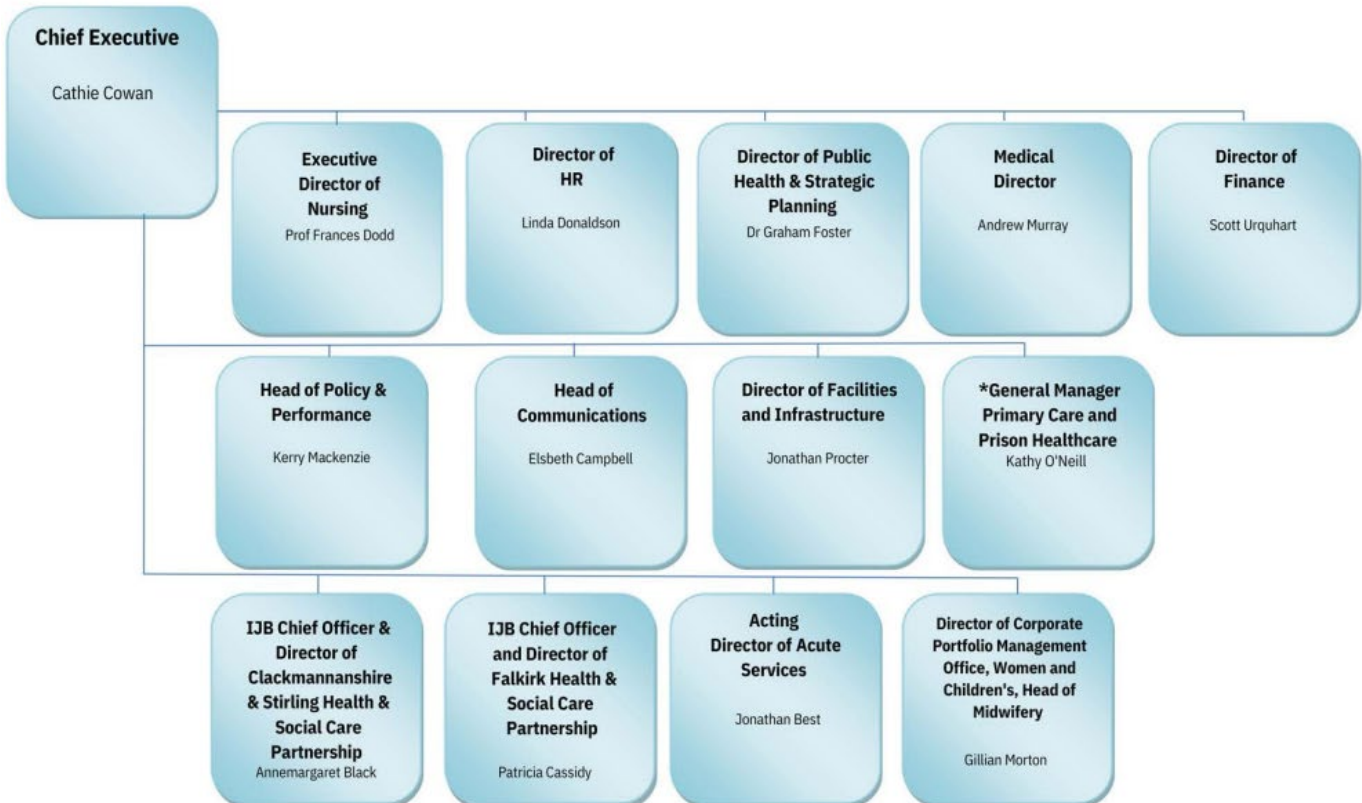 Chief Executive
Cathie Cowan
Executive
Director of
Nursing
Prof Frances Dodd
Director of
HR
Linda Donaldson
Director of Public
Health & Strategic
Planning
Dr Graham Foster
Medical
Director
Andrew Murray
Director of
Finance
Scott Urquhart
Head of Policy &
Performance
Kerry Mackenzie
Head of
Communications
Elsbeth Campbell
Director of Facilities
and Infrastructure
Jonathan Procter
*General Manager
Primary Care and
Prison Healthcare
Kathy O'Neill
IJB Chief Officer &
Director of
Clackmannanshire
& Stirling Health &
Social Care
Partnership
Annemargaret Black
IJB Chief Officer
and Director of
Falkirk Health &
Social Care
Partnership
Patricia Cassidy
Acting
Director of Acute
Services
Jonathan Best
Director of Corporate
Portfolio Management
Office, Women and
Children's, Head of
Midwifery
Gillian Morton